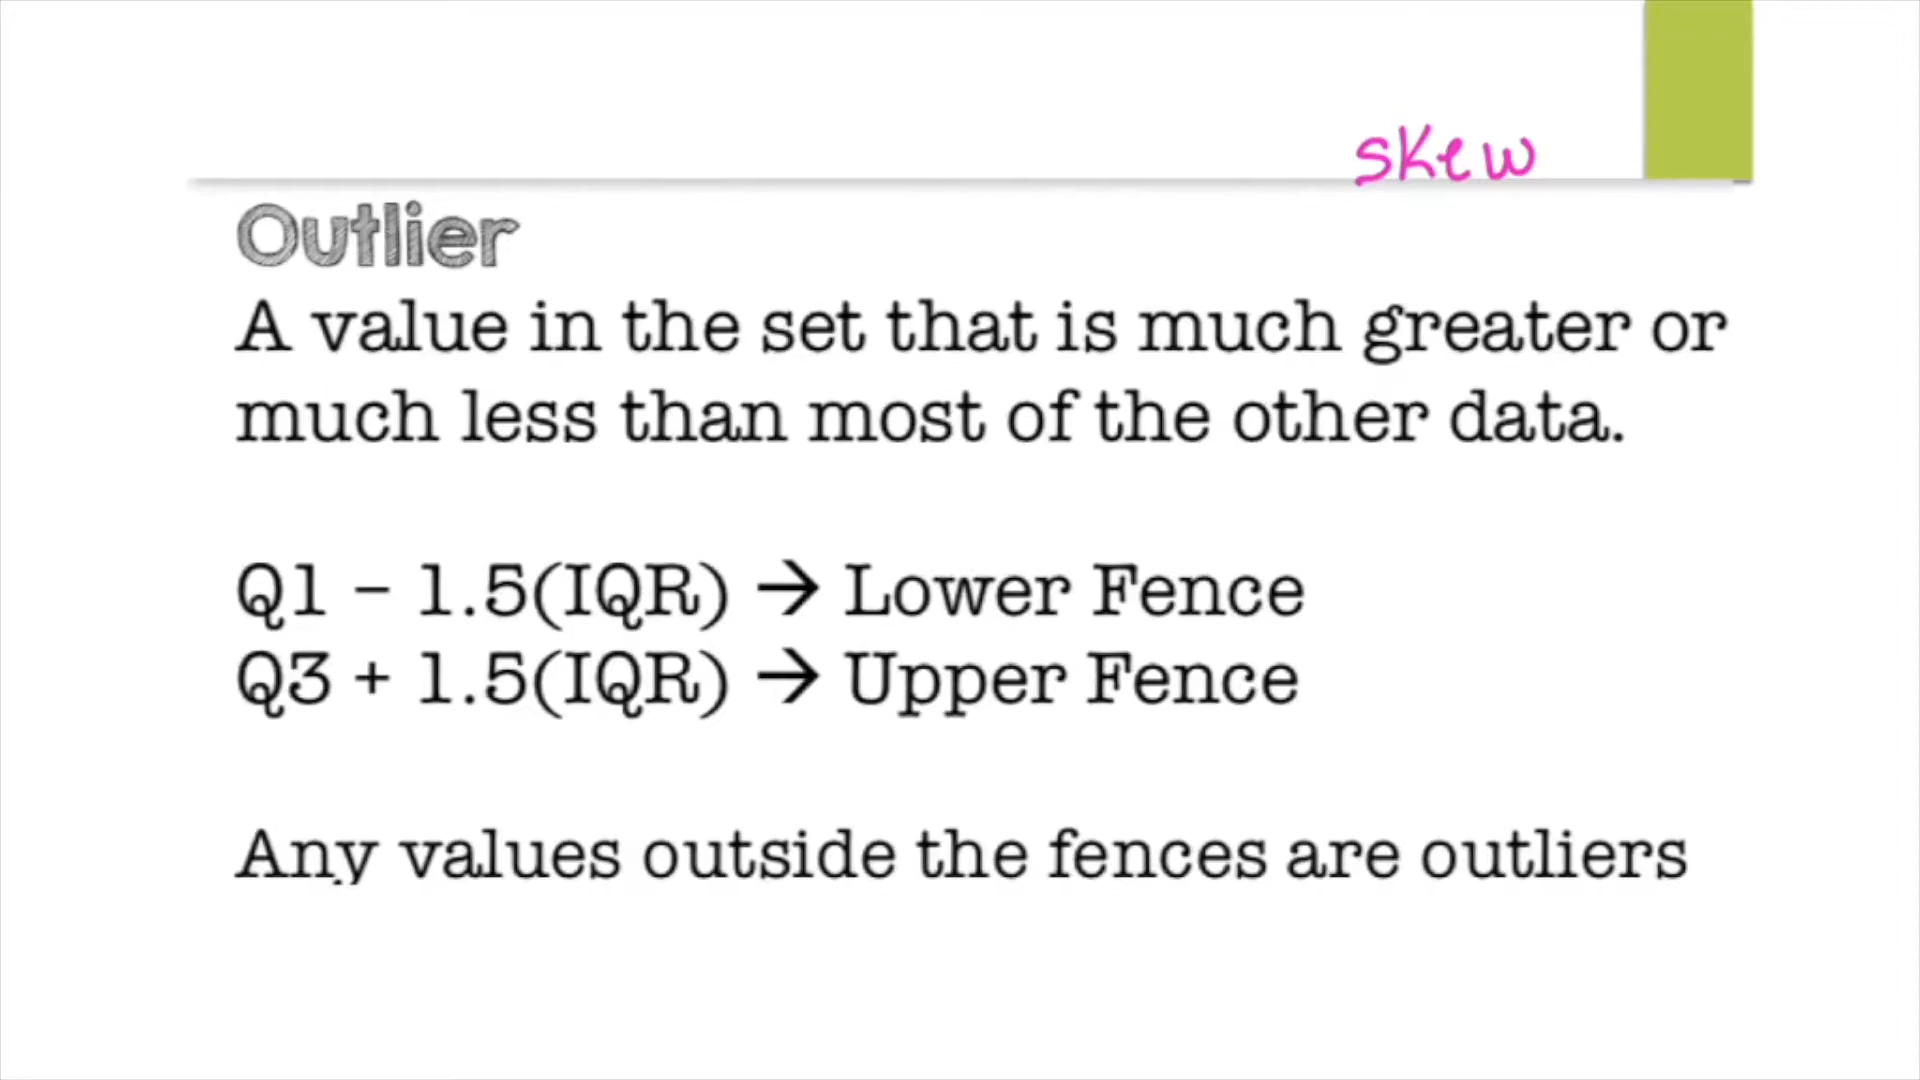 skew
Outlier
A value in the set that is much greater or
much less than most of the other data.
Q1 – 1.5(IQR) → Lower Fence
Q3 + 1.5(IQR) → Upper Fence
Any values outside the fences are outliers